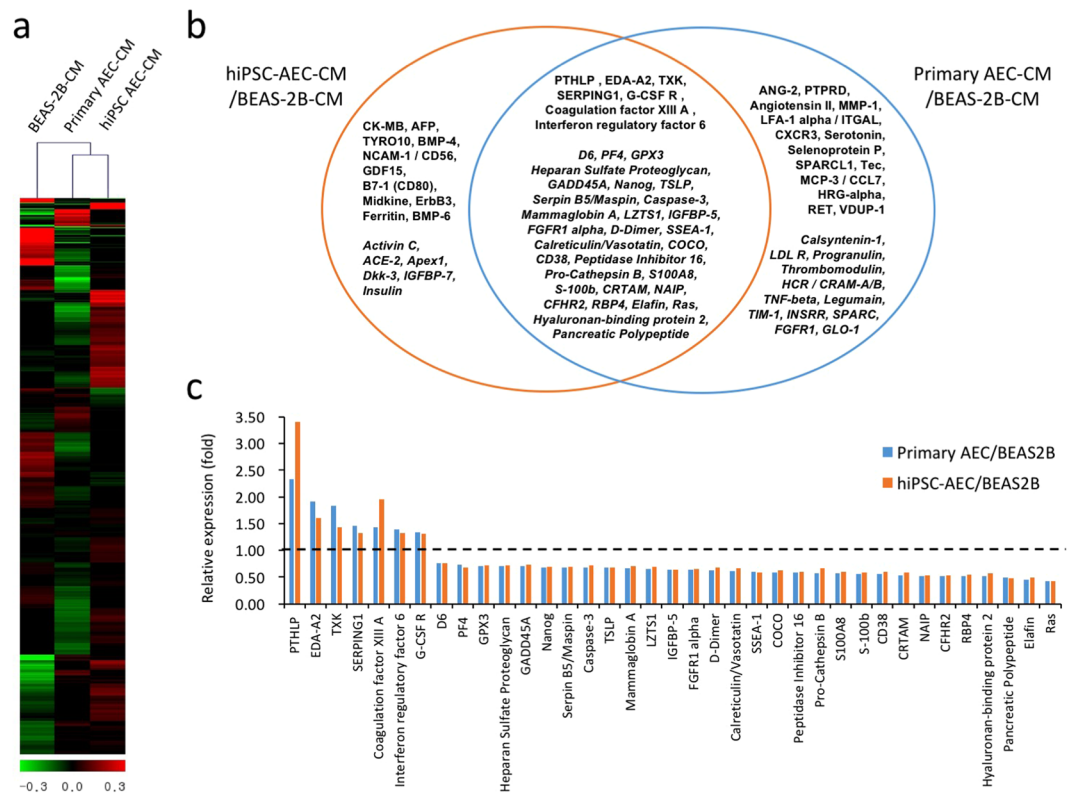 a
BEAS-2B-CM
Primary AEC-CM
hiPSC AEC-CM
-0.3 0.0 0.3
b
hiPSC-AEC-CM
/BEAS-2B-CM
CK-MB, AFP,
TYRO10, BMP-4,
NCAM-1 / CD56,
GDF15,
B7-1 (CD80),
Midkine, ErbB3,
Ferritin, BMP-6
Activin C,
ACE-2, Apex1,
Dkk-3, IGFBP-7,
Insulin
PTHLP , EDA-A2, TXK,
SERPING1, G-CSF R ,
Coagulation factor XIII A ,
Interferon regulatory factor 6
D6, PF4, GPX3
Heparan Sulfate Proteoglycan,
GADD45A, Nanog, TSLP,
Serpin B5/Maspin, Caspase-3,
Mammaglobin A, LZTS1, IGFBP-5,
FGFR1 alpha, D-Dimer, SSEA-1,
Calreticulin/Vasotatin, COCO,
CD38, Peptidase Inhibitor 16,
Pro-Cathepsin B, S100A8,
S-100b, CRTAM, NAIP,
CFHR2, RBP4, Elafin, Ras,
Hyaluronan-binding protein 2,
Pancreatic Polypeptide
Primary AEC-CM
/BEAS-2B-CM
ANG-2, PTPRD,
Angiotensin II, MMP-1,
LFA-1 alpha / ITGAL,
CXCR3, Serotonin,
Selenoprotein P,
SPARCL1, Tec,
MCP-3 / CCL7,
HRG-alpha,
RET, VDUP-1
Calsyntenin-1,
LDL R, Progranulin,
Thrombomodulin,
HCR / CRAM-A/B,
TNF-beta, Legumain,
TIM-1, INSRR, SPARC,
FGFR1, GLO-1
c
Relative expression (fold)
3.50
3.00
2.50
2.00
1.50
1.00
0.50
0.00
Primary AEC/BEAS2B
hiPSC-AEC/BEAS2B
PTHLP
EDA-A2
TXK
SERPING1
Coagulation factor XIII A
Interferon regulatory factor 6
G-CSF R
D6
PF4
GPX3
Heparan Sulfate Proteoglycan
GADD45A
Nanog
Serpin B5/Maspin
Caspase-3
TSLP
Mammaglobin A
LZTS1
IGFBP-5
FGFR1 alpha
D-Dimer
Calreticulin/Vasotatin
SSEA-1
COCO
Peptidase Inhibitor 16
Pro-Cathepsin B
S100A8
S-100b
CD38
CRTAM
NAIP
CFHR2
RBP4
Hyaluronan-binding protein 2
Pancreatic Polypeptide
Elafin
Ras